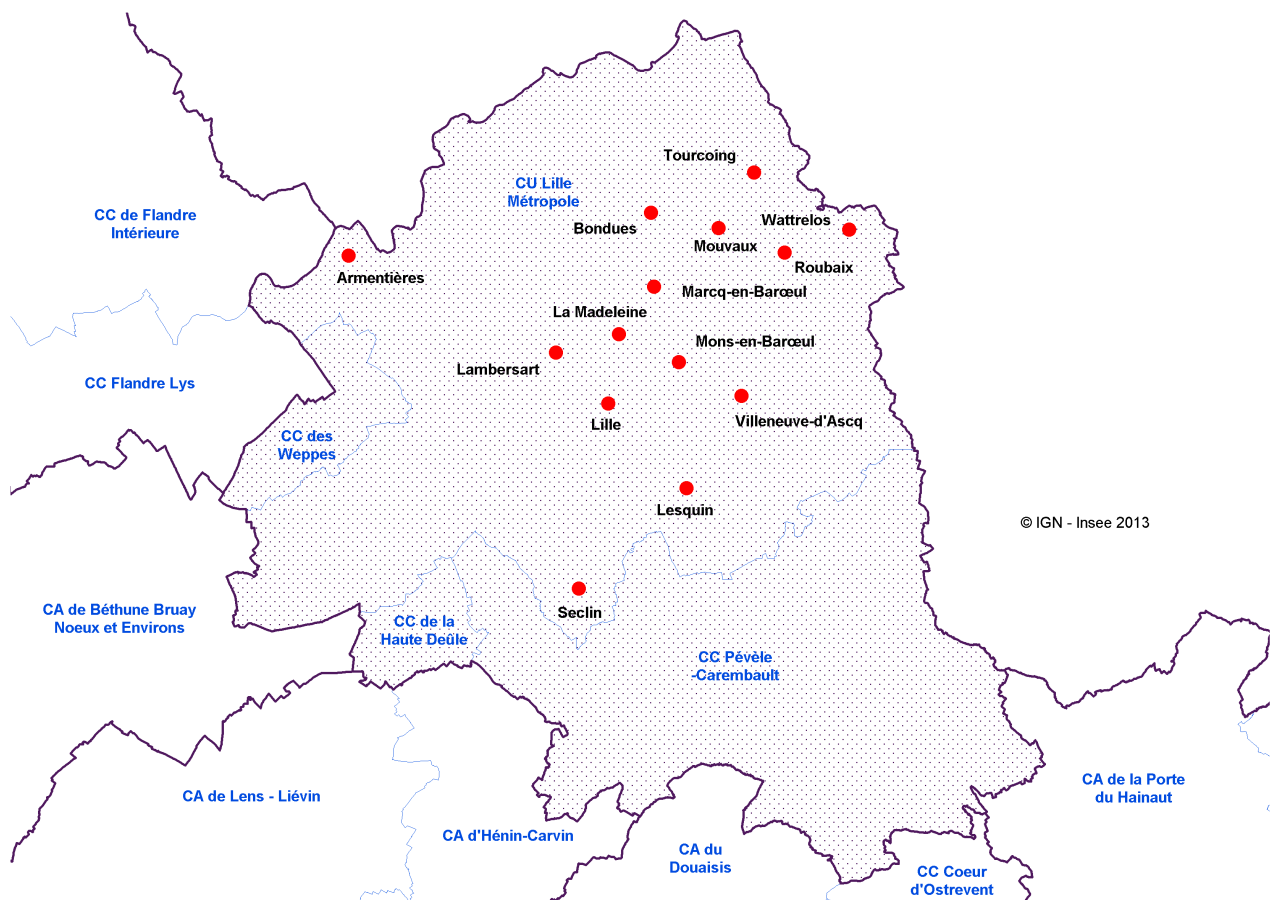 Tourcoing
CU Lille
Métropole
CC de Flandre
Intérieure
Wattrelos
Bondues
Mouvaux
Roubaix
Armentières
Marcq-en-Barœul
La Madeleine
Mons-en-Barœul
Lambersart
CC Flandre Lys
Lille
Villeneuve-d'Ascq
CC des
Weppes
Lesquin
© IGN - Insee 2013
CA de Béthune Bruay
Noeux et Environs
Seclin
CC de la
Haute Deûle
CC Pévèle
-Carembault
CA de Lens - Liévin
CA de la Porte
du Hainaut
CA d'Hénin-Carvin
CA du
Douaisis
CC Coeur
d'Ostrevent